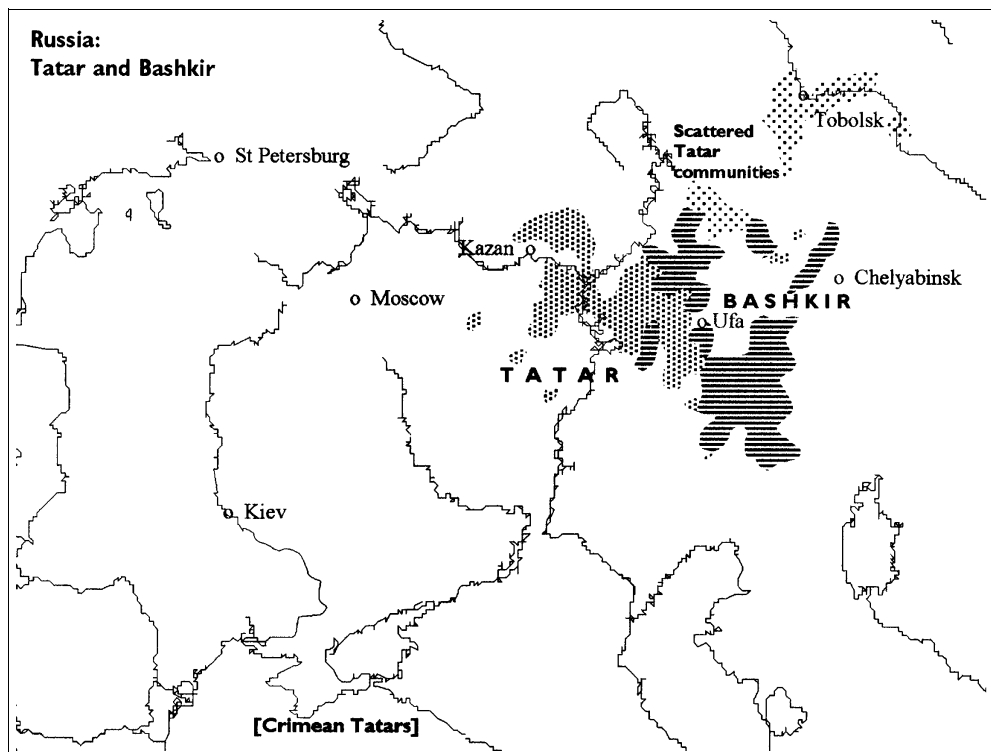 Russia:
Tatar and Bashkir
Scattered
Tatar
communities
Tobolsk
St Petersburg
Kazan
Chelyabinsk
Moscow
BASHKIR
Ufa
TATAR
Kiev
[Crimean Tatars]